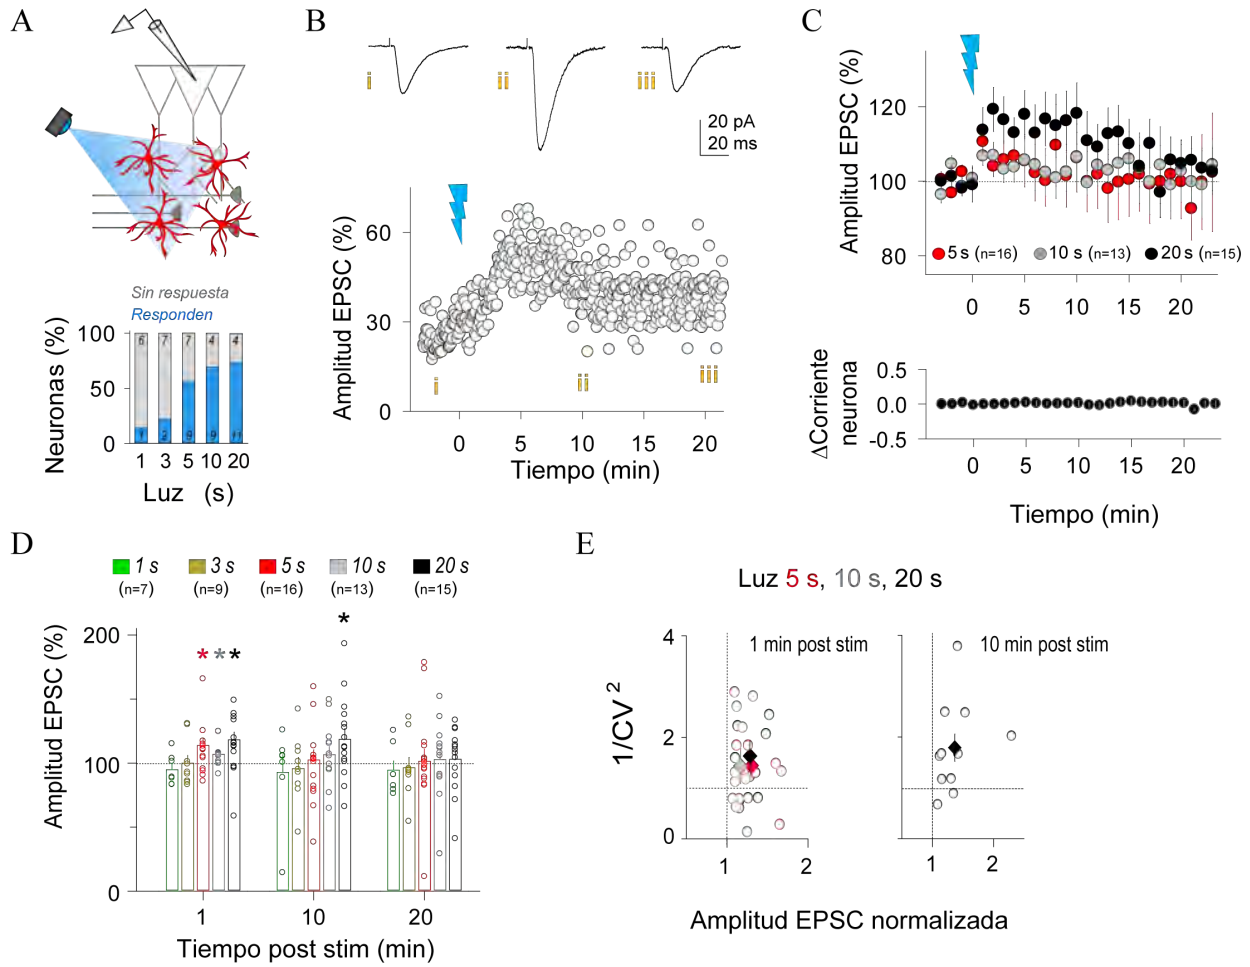 A
B
C
i
ii
iii
20 pA
20 ms
Amplitud EPSC (%)
120
100
80
5 s (n=16)
10 s (n=13)
20 s (n=15)
0
5
10
15
20
Amplitud EPSC (%)
60
30
0
i
ii
iii
0
5
10
15
20
Tiempo (min)
Sin respuesta
Responden
Neuronas (%)
100
50
0
6
7
7
4
4
1
2
9
9
11
1
3
5
10
20
Luz (s)
ΔCorriente
neurona
0.5
0.0
-0.5
0
5
10
15
20
Tiempo (min)
D
E
1 s
3 s
5 s
10 s
20 s
(n=7)
(n=9)
(n=16)
(n=13)
(n=15)
Amplitud EPSC (%)
200
100
0
*
*
*
*
1
10
20
Tiempo post stim (min)
Luz 5 s, 10 s, 20 s
1/CV²
4
2
0
1 min post stim
10 min post stim
1
2
1
2
Amplitud EPSC normalizada